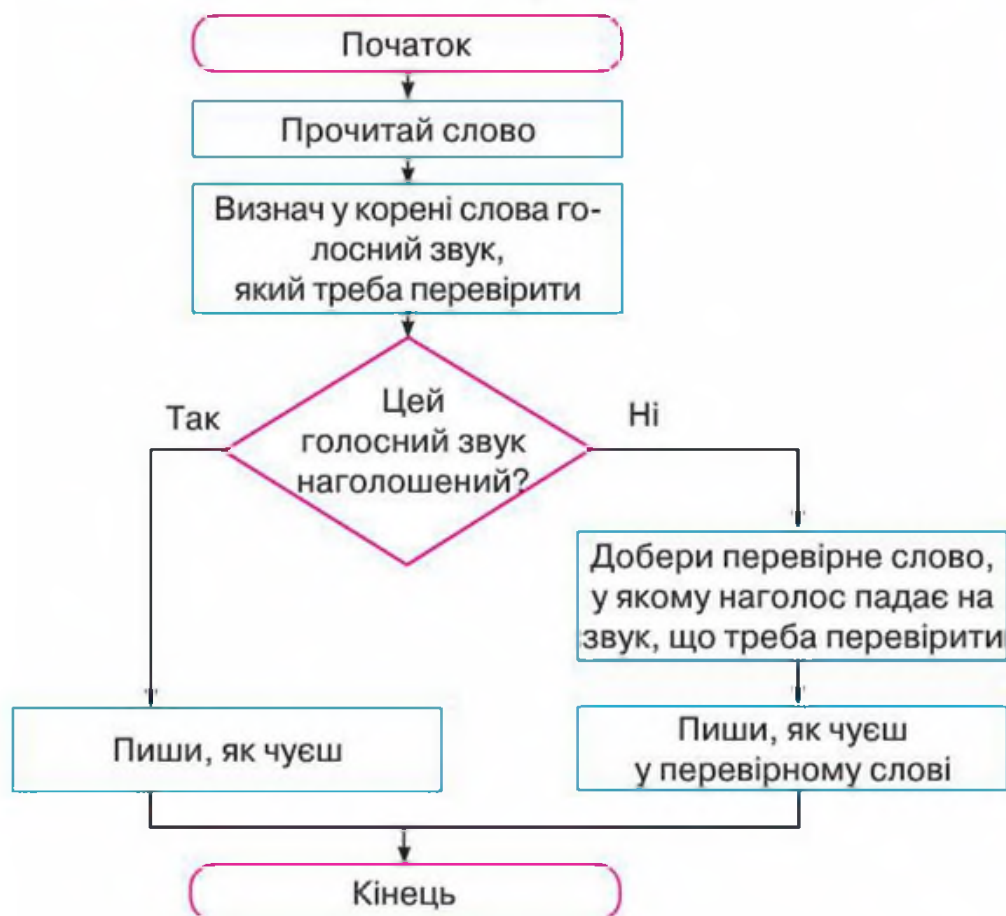 Початок
Прочитай слово
Визнач у корені слова го-
лосний звук,
який треба перевірити
Цей
голосний звук
наголошений?
Так
Ні
Добери перевірне слово,
у якому наголос падає на
звук, що треба перевірити
Пиши, як чуєш
Пиши, як чуєш
у перевірному слові
Кінець